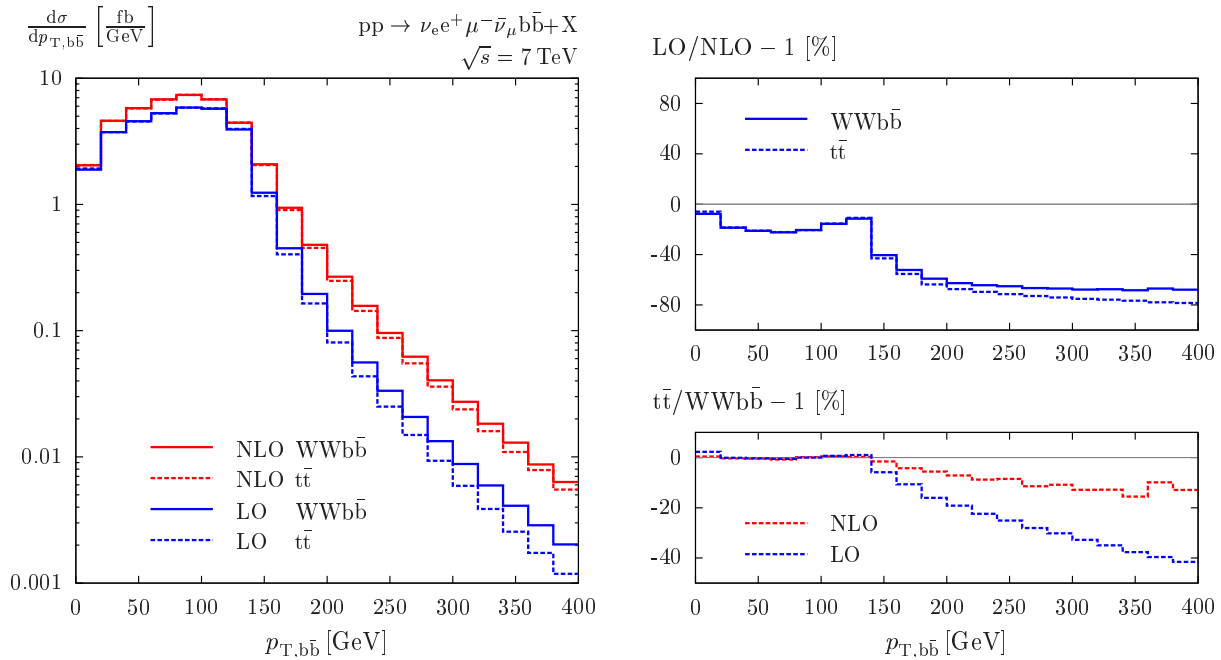 dσ/dp_T,bb̄ [fb/GeV]
pp → ν_e e⁺ μ⁻ ν̄_μ bb̄+X
√s = 7 TeV
10
1
0.1
0.01
0.001
NLO WWbb̄
NLO tt̄
LO WWbb̄
LO tt̄
0 50 100 150 200 250 300 350 400
p_T,bb̄ [GeV]
LO/NLO − 1 [%]
80
40
0
-40
-80
WWbb̄
tt̄
0 50 100 150 200 250 300 350 400
tt̄/WWbb̄ − 1 [%]
0
-20
-40
NLO
LO
0 50 100 150 200 250 300 350 400
p_T,bb̄ [GeV]